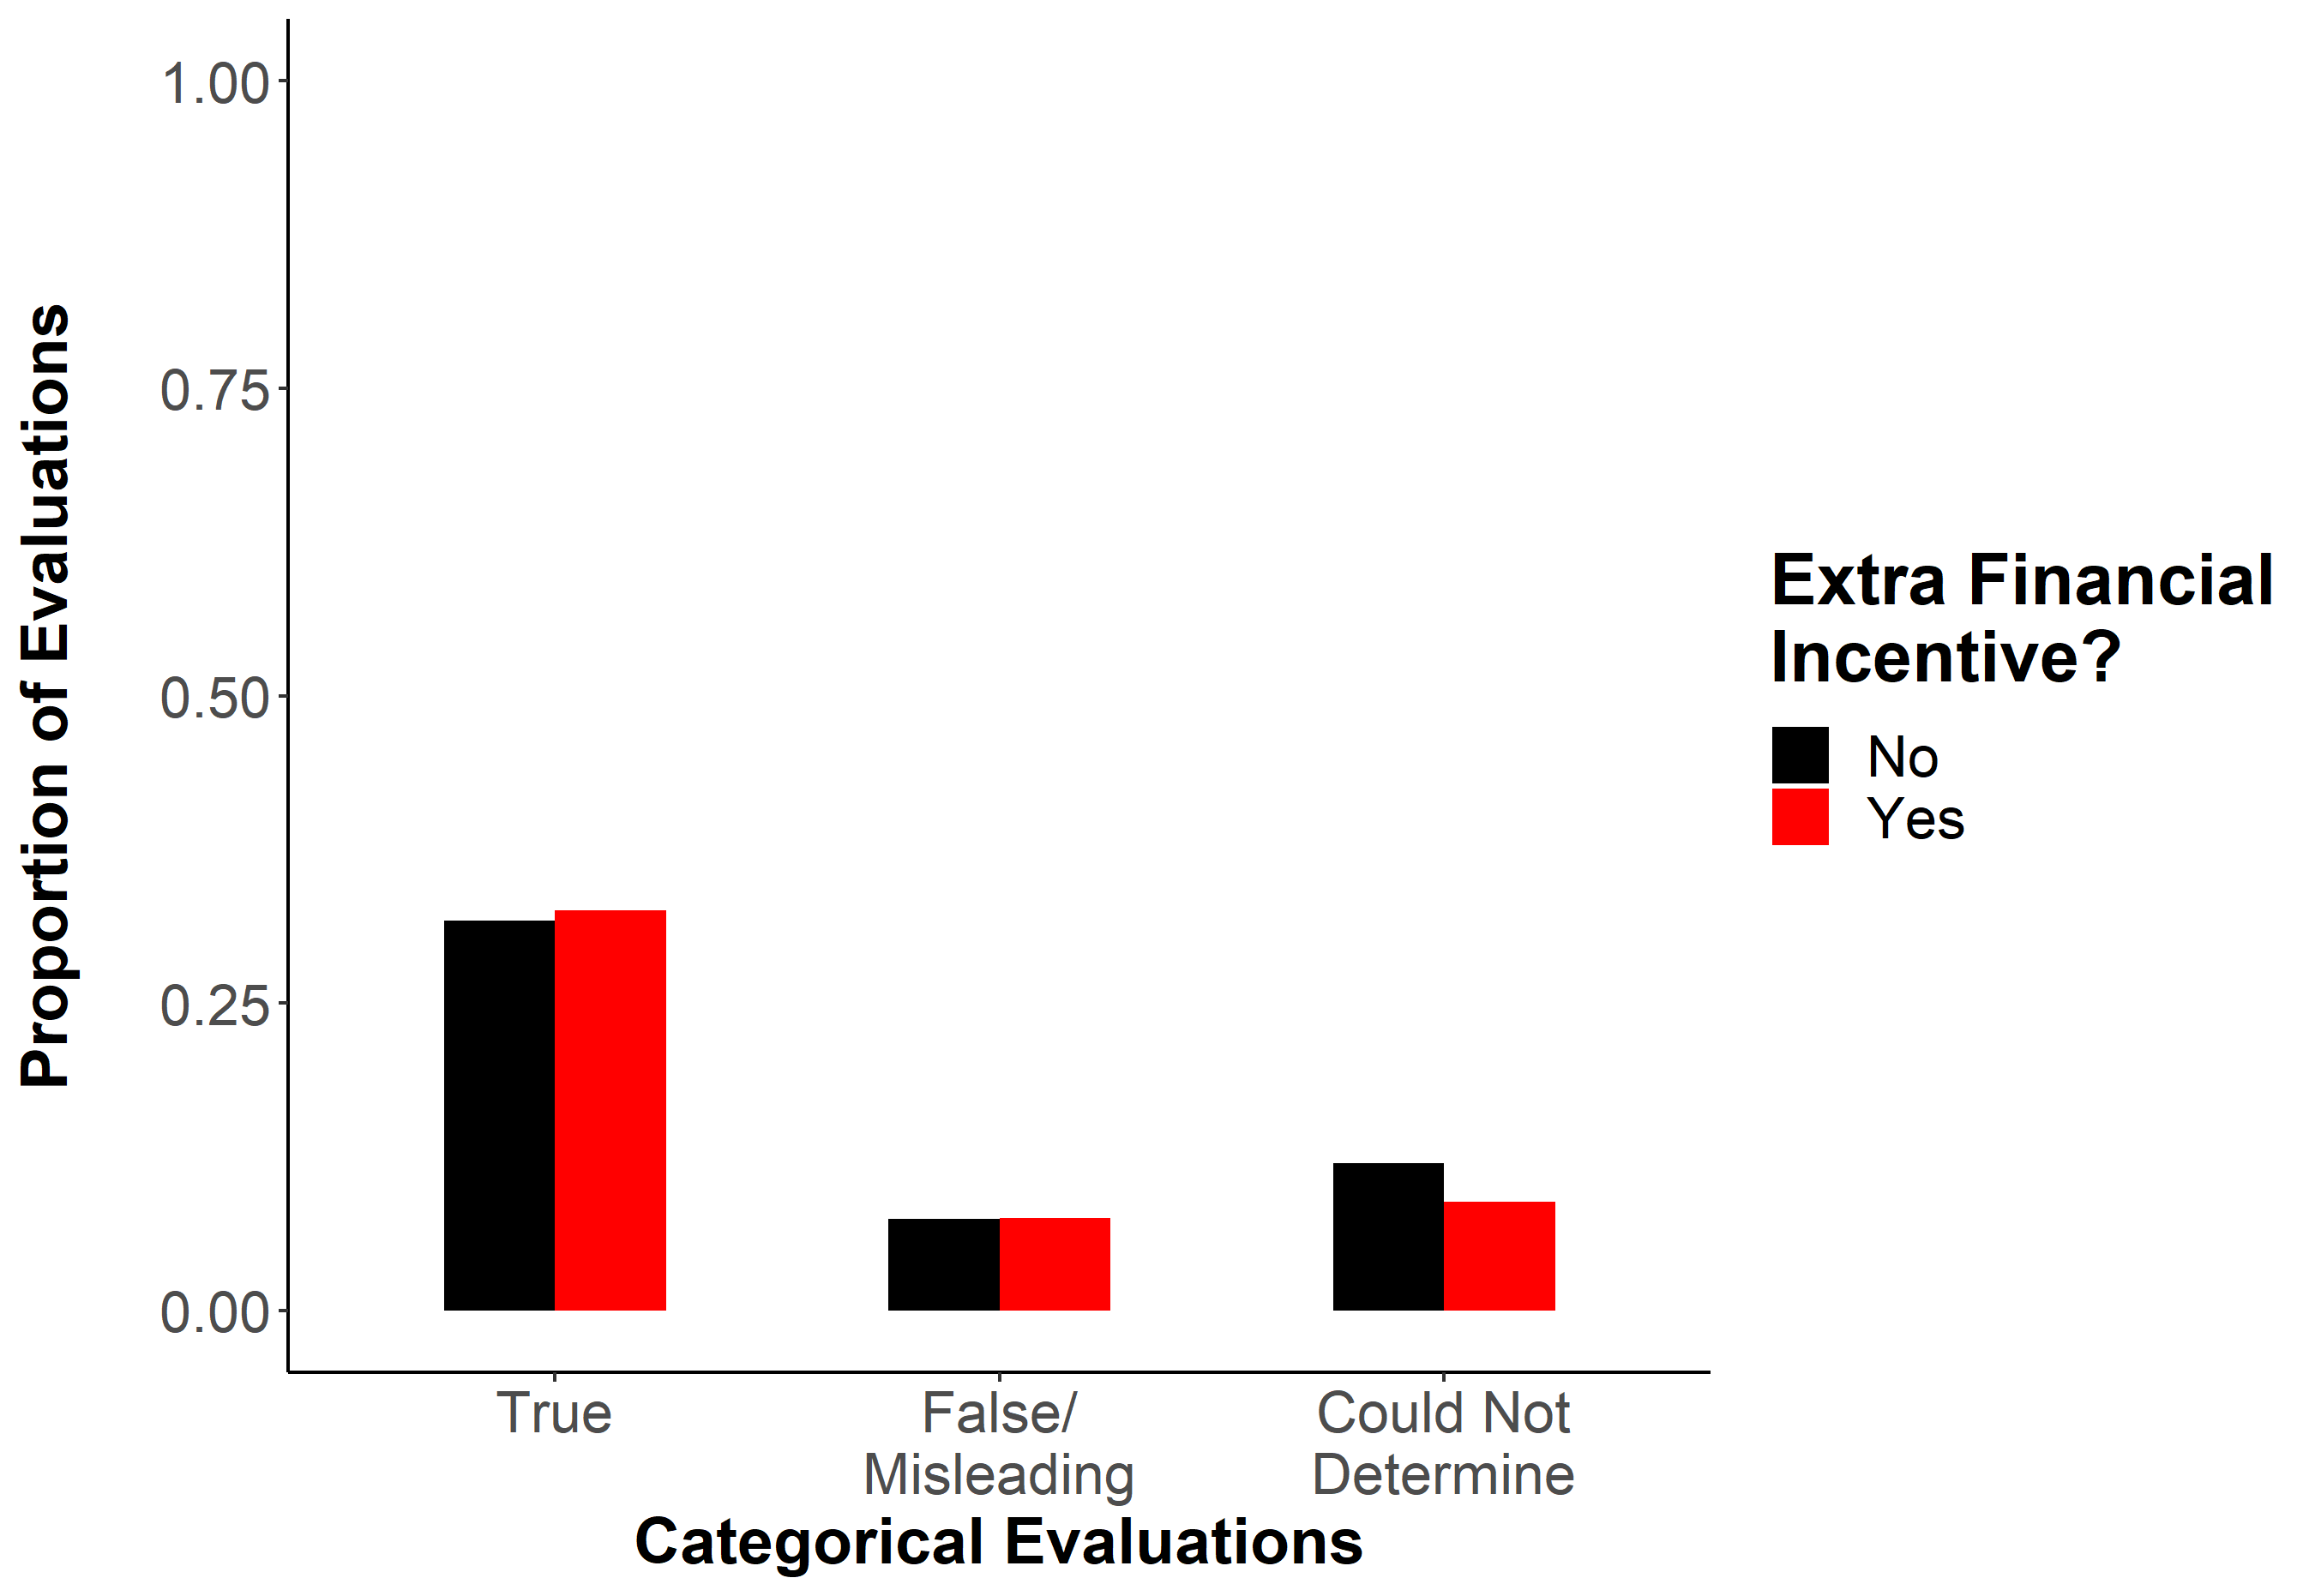 Proportion of Evaluations
1.00
0.75
0.50
0.25
0.00
True
False/
Misleading
Could Not
Determine
Categorical Evaluations
Extra Financial
Incentive?
No
Yes